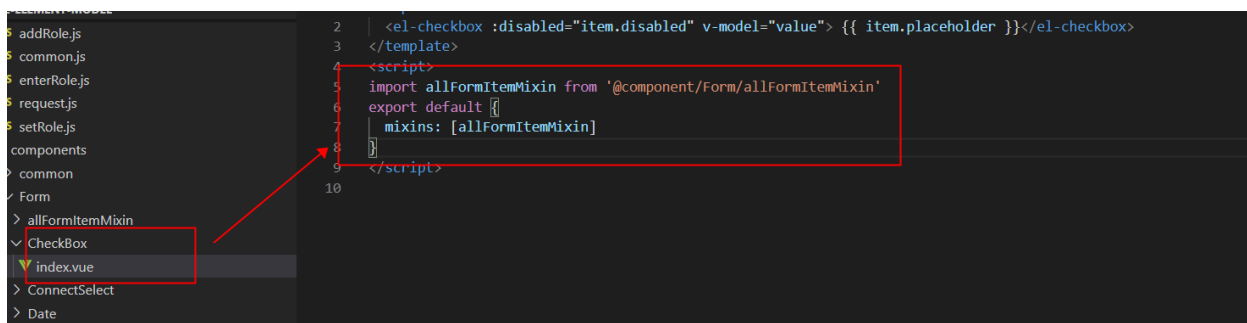 ELEMENT-MODEL
addRole.js
common.js
enterRole.js
request.js
setRole.js
components
common
Form
allFormItemMixin
CheckBox
index.vue
ConnectSelect
Date
2 <el-checkbox :disabled="item.disabled" v-model="value"> {{ item.placeholder }}</el-checkbox>
3 </template>
4 <script>
5 import allFormItemMixin from '@component/Form/allFormItemMixin'
6 export default {
7 mixins: [allFormItemMixin]
8 }
9 </script>
10